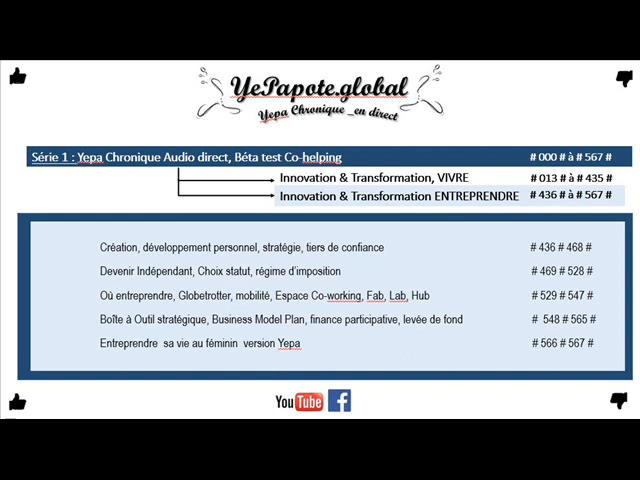 YePapote.global
Yepa Chronique _en direct
Série 1 : Yepa Chronique Audio direct, Béta test Co-helping # 000 # à # 567 #
Innovation & Transformation, VIVRE # 013 # à # 435 #
Innovation & Transformation ENTREPRENDRE # 436 # à # 567 #
Création, développement personnel, stratégie, tiers de confiance # 436 # 468 #
Devenir Indépendant, Choix statut, régime d'imposition # 469 # 528 #
Où entreprendre, Globetrotter, mobilité, Espace Co-working, Fab, Lab, Hub # 529 # 547 #
Boîte à Outil stratégique, Business Model Plan, finance participative, levée de fond # 548 # 565 #
Entreprendre sa vie au féminin version Yepa # 566 # 567 #
YouTube f